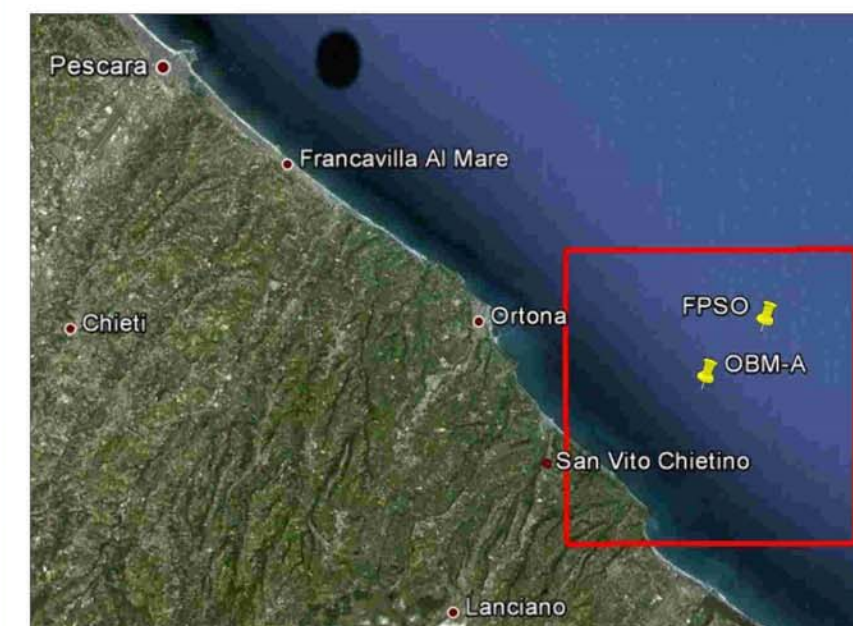 Pescara
Francavilla Al Mare
FPSO
Ortona
Chieti
OBM-A
San Vito Chietino
Lanciano